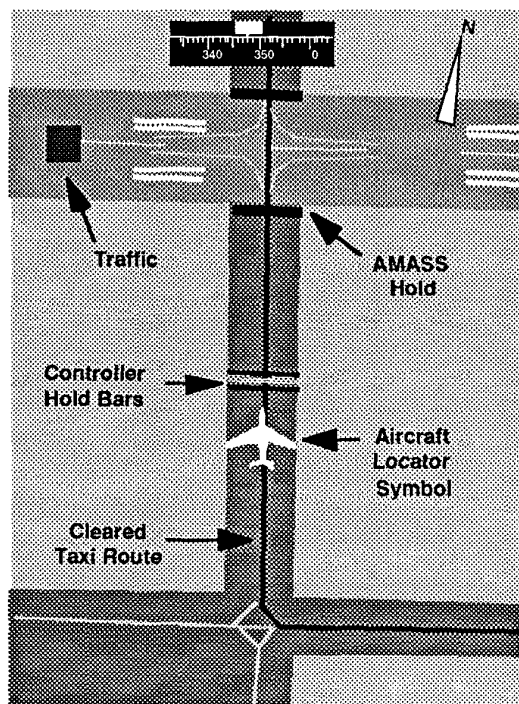 N
340 350 0
Traffic
AMASS
Hold
Controller
Hold Bars
Aircraft
Locator
Symbol
Cleared
Taxi Route